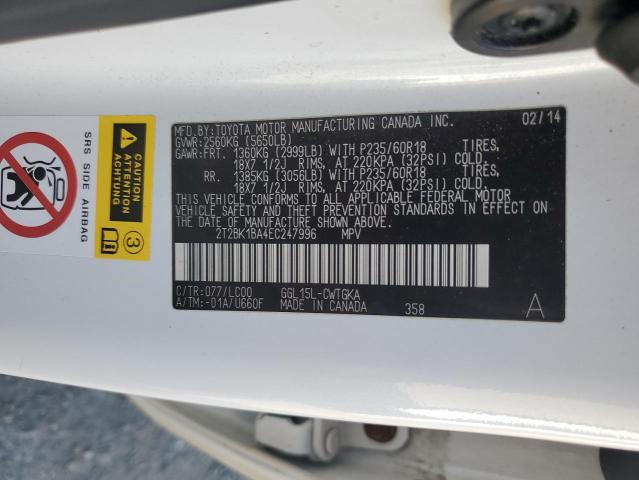 SRS SIDE AIRBAG
3
MFD.BY:TOYOTA MOTOR MANUFACTURING CANADA INC. 02/14
GVWR:2560KG (5650LB)
GAWR:FRT. 1360KG (2999LB) WITH P235/60R18 TIRES,
18X7 1/2J RIMS, AT 220KPA (32PSI) COLD.
RR. 1385KG (3056LB) WITH P235/60R18 TIRES,
18X7 1/2J RIMS, AT 220KPA (32PSI) COLD.
THIS VEHICLE CONFORMS TO ALL APPLICABLE FEDERAL MOTOR
VEHICLE SAFETY AND THEFT PREVENTION STANDARDS IN EFFECT ON
THE DATE OF MANUFACTURE SHOWN ABOVE.
2T2BK1BA4EC247996 MPV
C/TR:077/LC00 GGL15L-CWTGKA
A/TM:-01A/U660F MADE IN CANADA 358 A